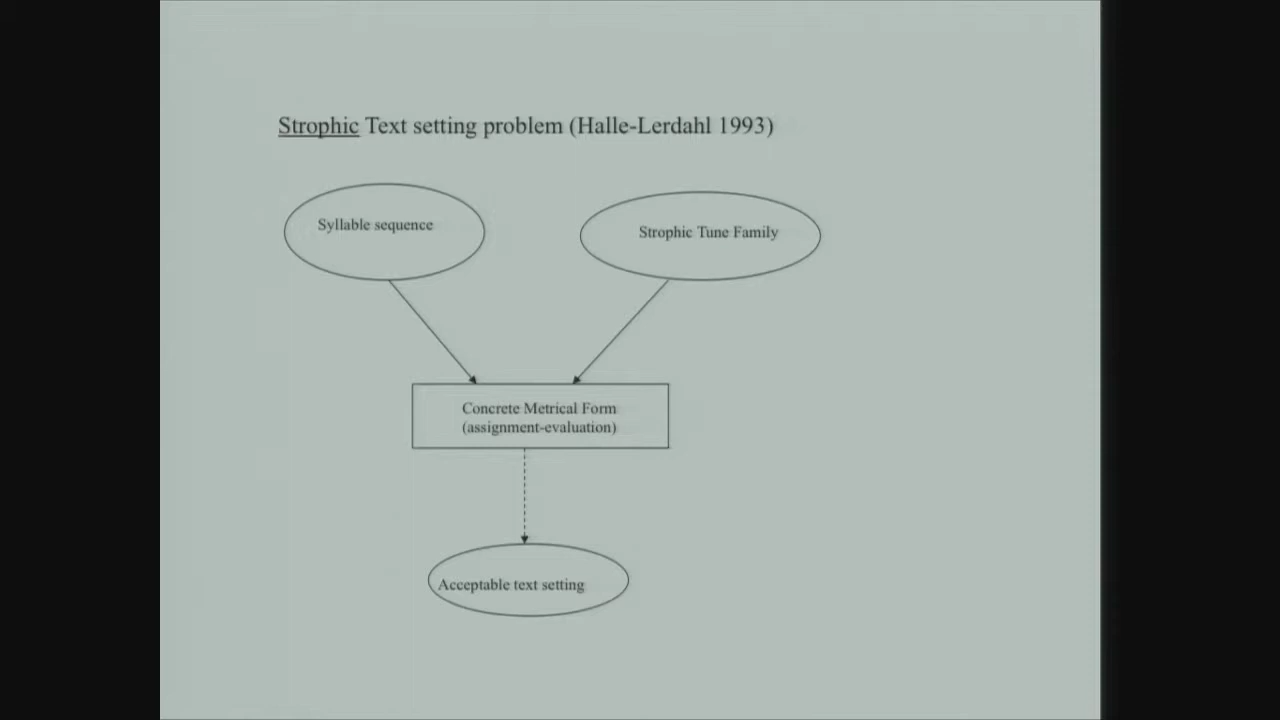 Strophic Text setting problem (Halle-Lerdahl 1993)
Syllable sequence
Strophic Tune Family
Concrete Metrical Form
(assignment-evaluation)
Acceptable text setting